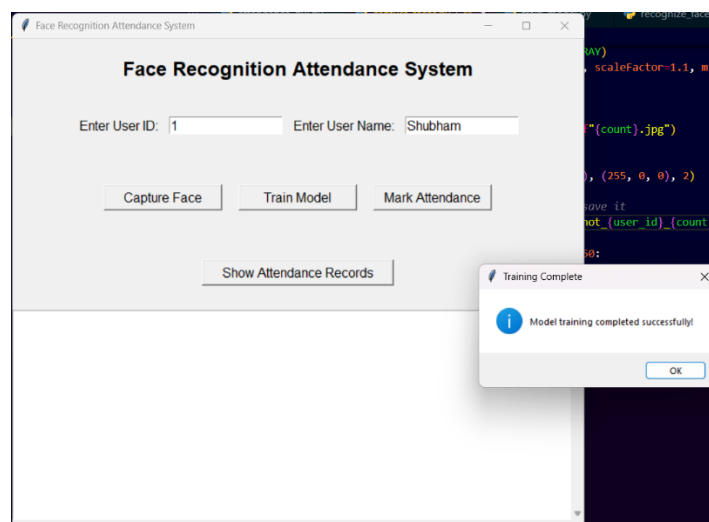 Face Recognition Attendance System
recognize_face
Face Recognition Attendance System
RAY)
, scaleFactor=1.1, m
Enter User ID: 1 Enter User Name: Shubham
"{count}.jpg")
), (255, 0, 0), 2)
Capture Face Train Model Mark Attendance
save it
not_{user_id}_{count
60:
Show Attendance Records
Training Complete
Model training completed successfully!
OK